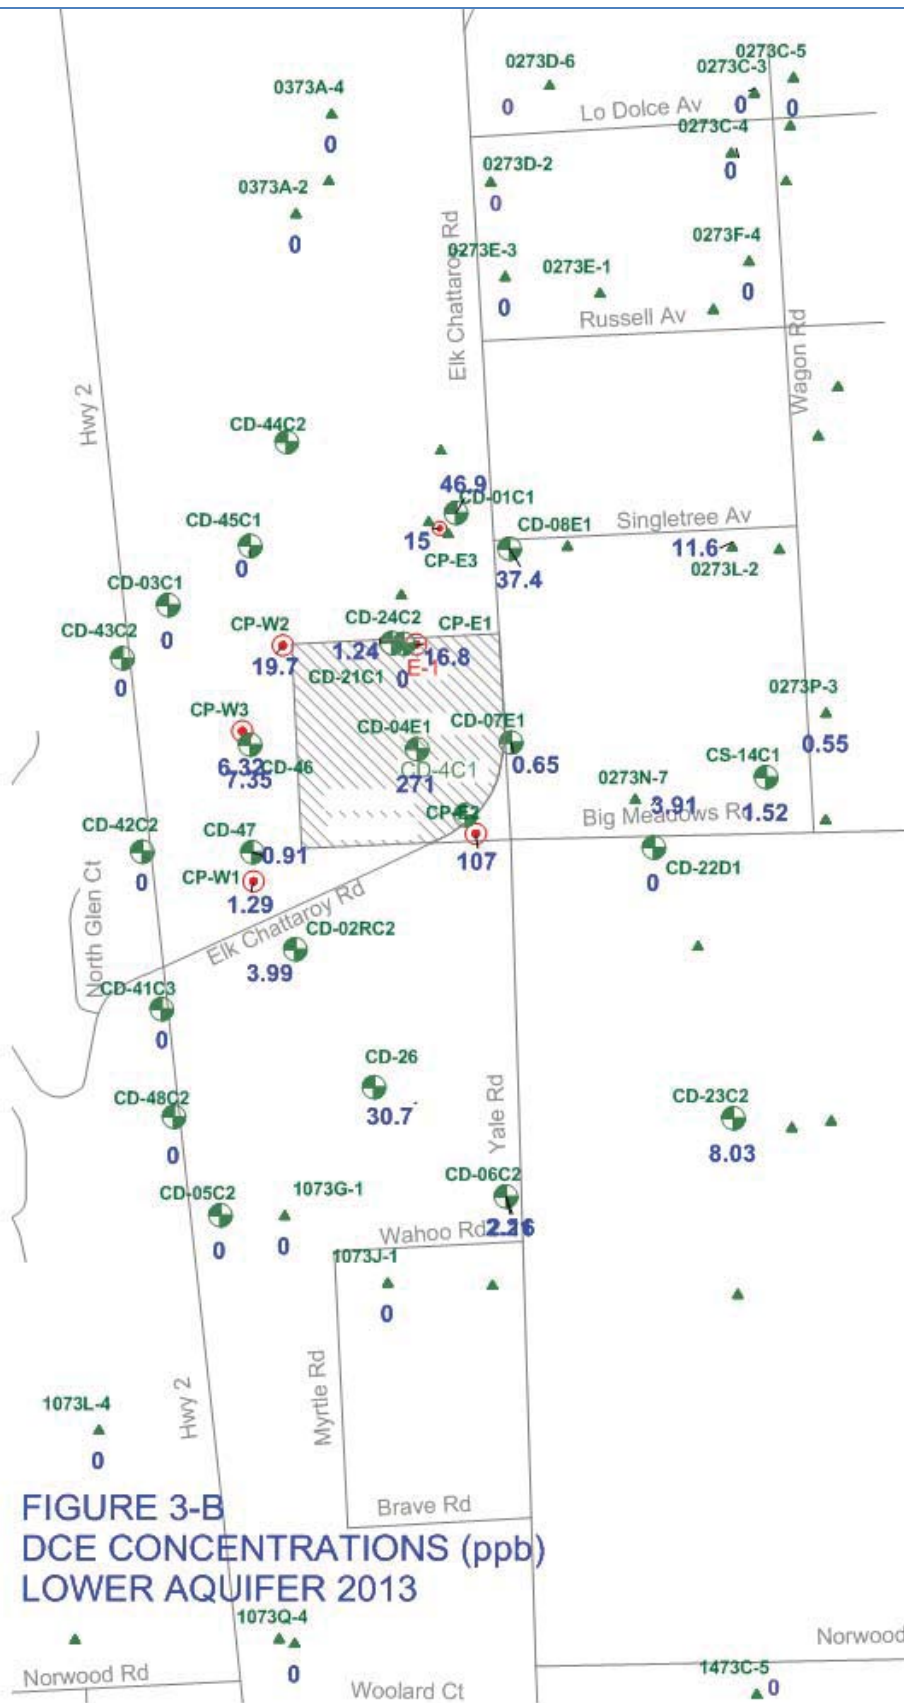 0273C-5
0273D-6
0273C-3
0373A-4
0
0
0
Lo Dolce Av
0273C-4
0
0273D-2
0
0373A-2
0
0
Elk Chattaroy Rd
0273F-4
0273E-3
0273E-1
0
0
Russell Av
Wagon Rd
Hwy 2
CD-44C2
46.9
CD-01C1
CD-45C1
Singletree Av
CD-08E1
15
11.6
CP-E3
0
0273L-2
37.4
CD-03C1
CP-W2
CD-24C2
CP-E1
CD-43C2
0
1.24
16.8
19.7
E-1
CD-21C1
0
0
0273P-3
CP-W3
CD-04E1
CD-07E1
0.55
CS-14C1
6.32
CD-46
CD-4C1
0.65
7.35
271
0273N-7
3.91
1.52
CP-E2
Big Meadows Rd
CD-42C2
CD-47
0.91
107
CD-22D1
CP-W1
0
0
1.29
Elk Chattaroy Rd
North Glen Ct
CD-02RC2
3.99
CD-41C3
0
CD-26
CD-48C2
30.7
CD-23C2
Yale Rd
0
8.03
CD-06C2
CD-05C2
1073G-1
Wahoo Rd
0
0
1073J-1
0
Myrtle Rd
Hwy 2
1073L-4
0
FIGURE 3-B
Brave Rd
DCE CONCENTRATIONS (ppb)
LOWER AQUIFER 2013
1073Q-4
Norwood
0
Norwood Rd
1473C-5
0
Woolard Ct